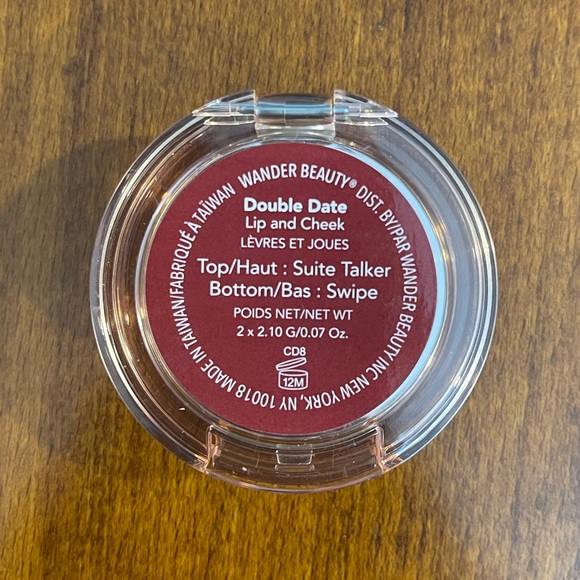 WANDER BEAUTY® DIST. BY/PAR WANDER BEAUTY INC NEW YORK, NY 10018 MADE IN TAIWAN/FABRIQUÉ À TAÏWAN
Double Date
Lip and Cheek
LÈVRES ET JOUES
Top/Haut : Suite Talker
Bottom/Bas : Swipe
POIDS NET/NET WT
2 x 2.10 G/0.07 Oz.
CD8
12M